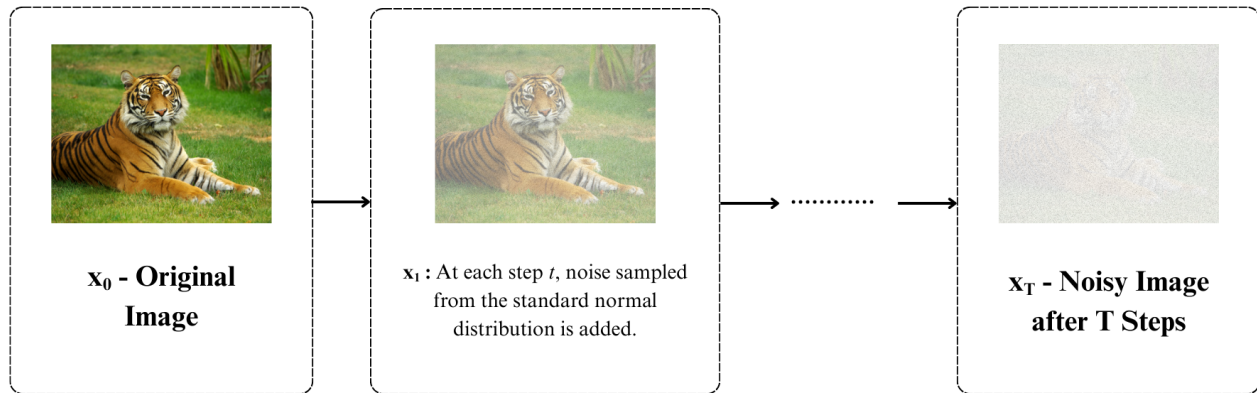 x₀ - Original
Image
x₁ : At each step t, noise sampled
from the standard normal
distribution is added.
............
x_T - Noisy Image
after T Steps